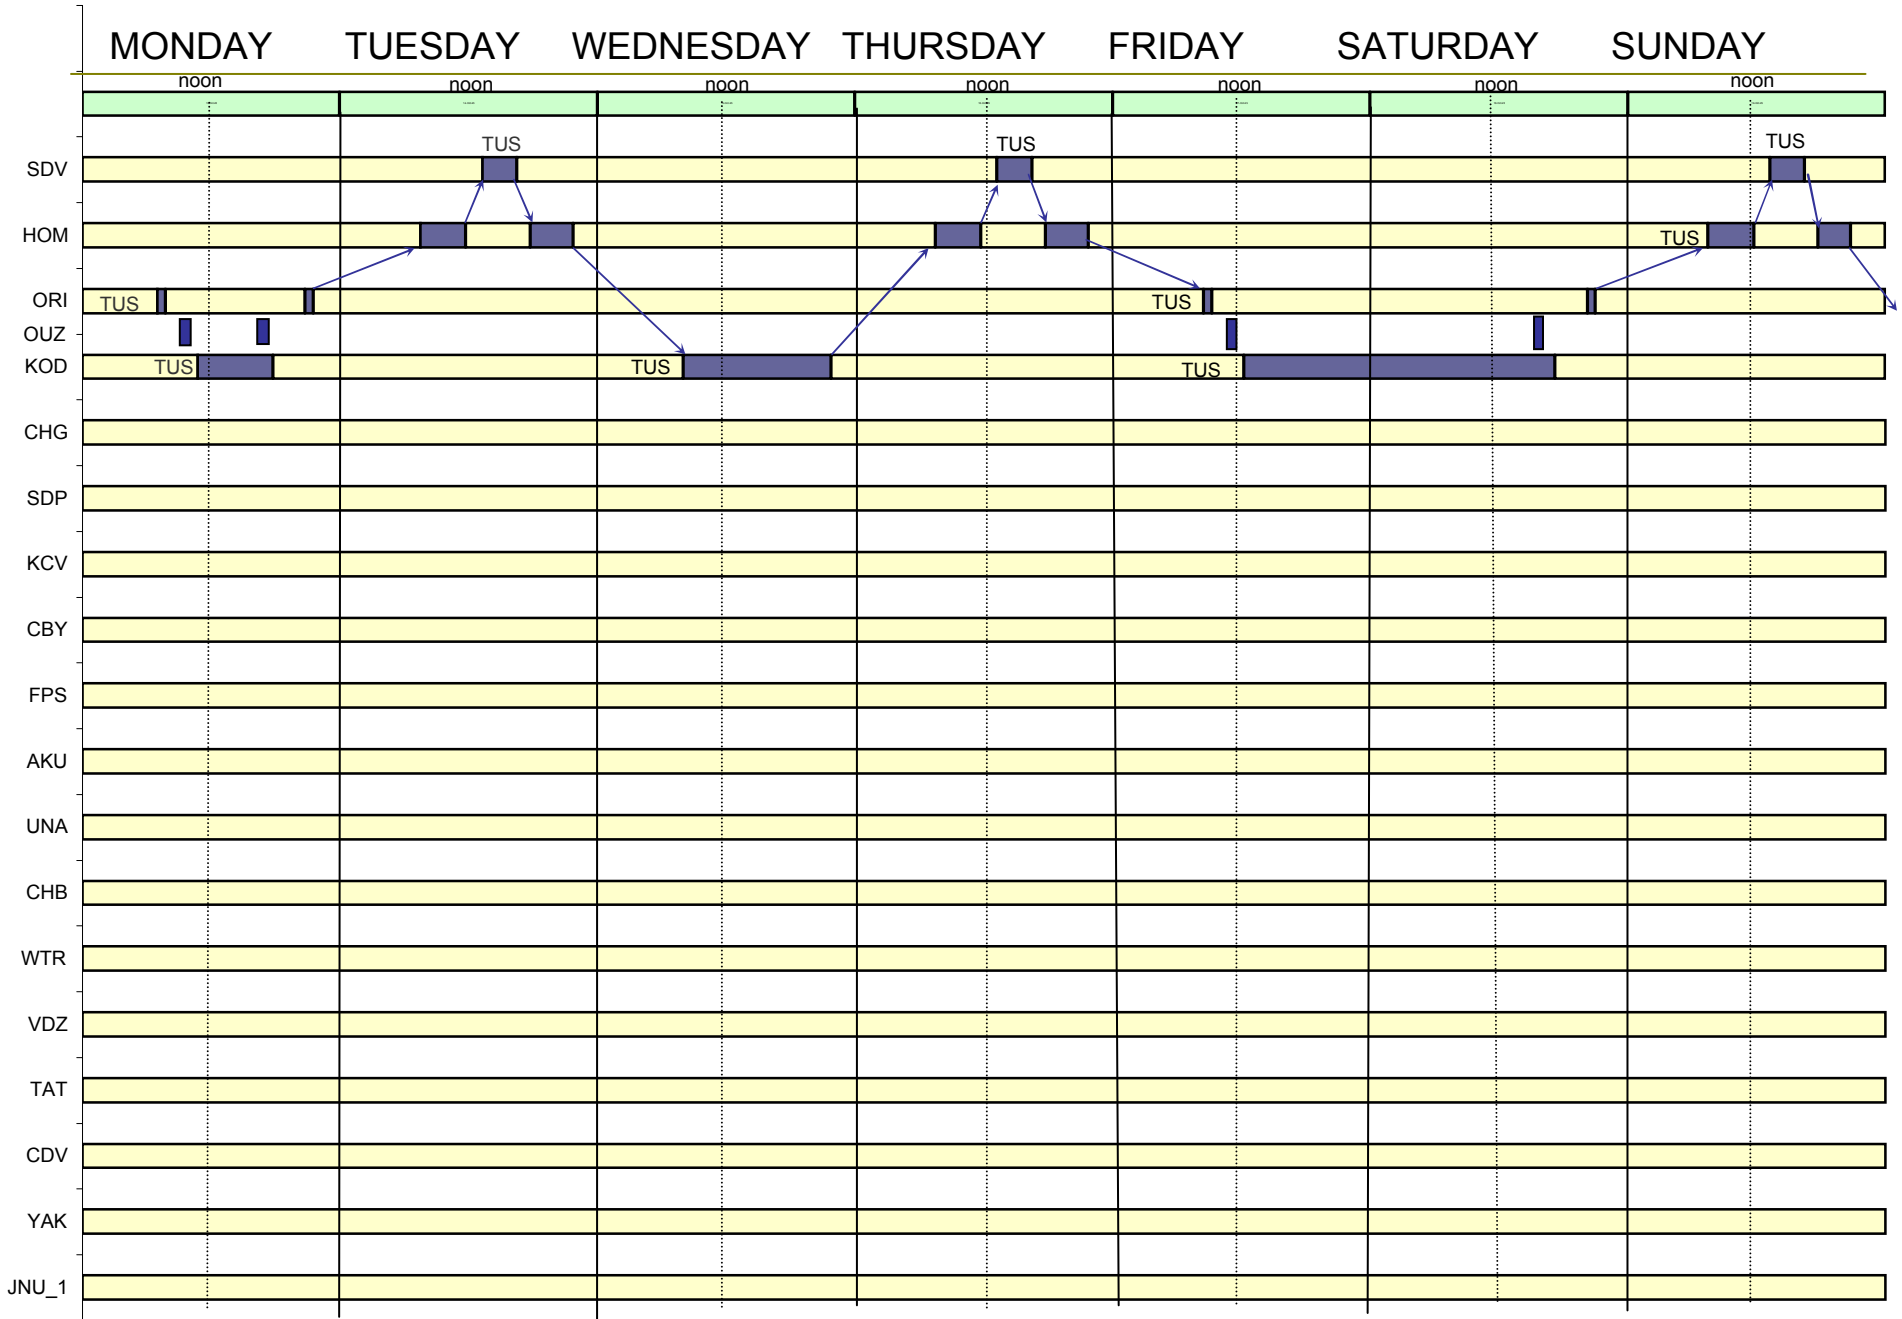 MONDAY TUESDAY WEDNESDAY THURSDAY FRIDAY SATURDAY SUNDAY
noon noon noon noon noon noon noon
TUS TUS TUS
SDV
HOM TUS
ORI TUS TUS
OUZ
KOD TUS TUS TUS
CHG
SDP
KCV
CBY
FPS
AKU
UNA
CHB
WTR
VDZ
TAT
CDV
YAK
JNU_1